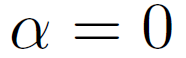 α = 0